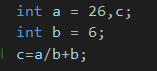 int a = 26,c;
int b = 6;
c=a/b+b;